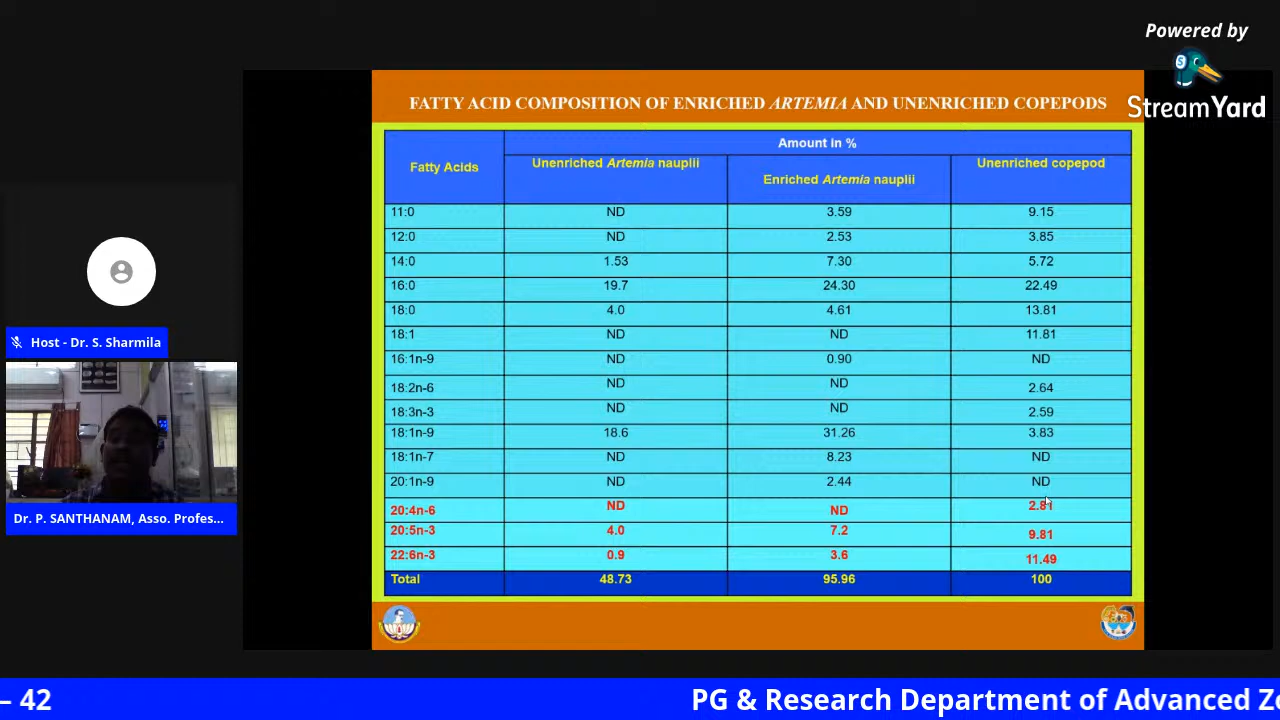 Powered by
StreamYard
FATTY ACID COMPOSITION OF ENRICHED ARTEMIA AND UNENRICHED COPEPODS
Fatty Acids
Amount in %
Unenriched Artemia nauplii
Enriched Artemia nauplii
Unenriched copepod
11:0 ND 3.59 9.15
12:0 ND 2.53 3.85
14:0 1.53 7.30 5.72
16:0 19.7 24.30 22.49
18:0 4.0 4.61 13.81
18:1 ND ND 11.81
16:1n-9 ND 0.90 ND
18:2n-6 ND ND 2.64
18:3n-3 ND ND 2.59
18:1n-9 18.6 31.26 3.83
18:1n-7 ND 8.23 ND
20:1n-9 ND 2.44 ND
20:4n-6 ND ND 2.81
20:5n-3 4.0 7.2 9.81
22:6n-3 0.9 3.6 11.49
Total 48.73 95.96 100
Host - Dr. S. Sharmila
Dr. P. SANTHANAM, Asso. Profes...
– 42
PG & Research Department of Advanced